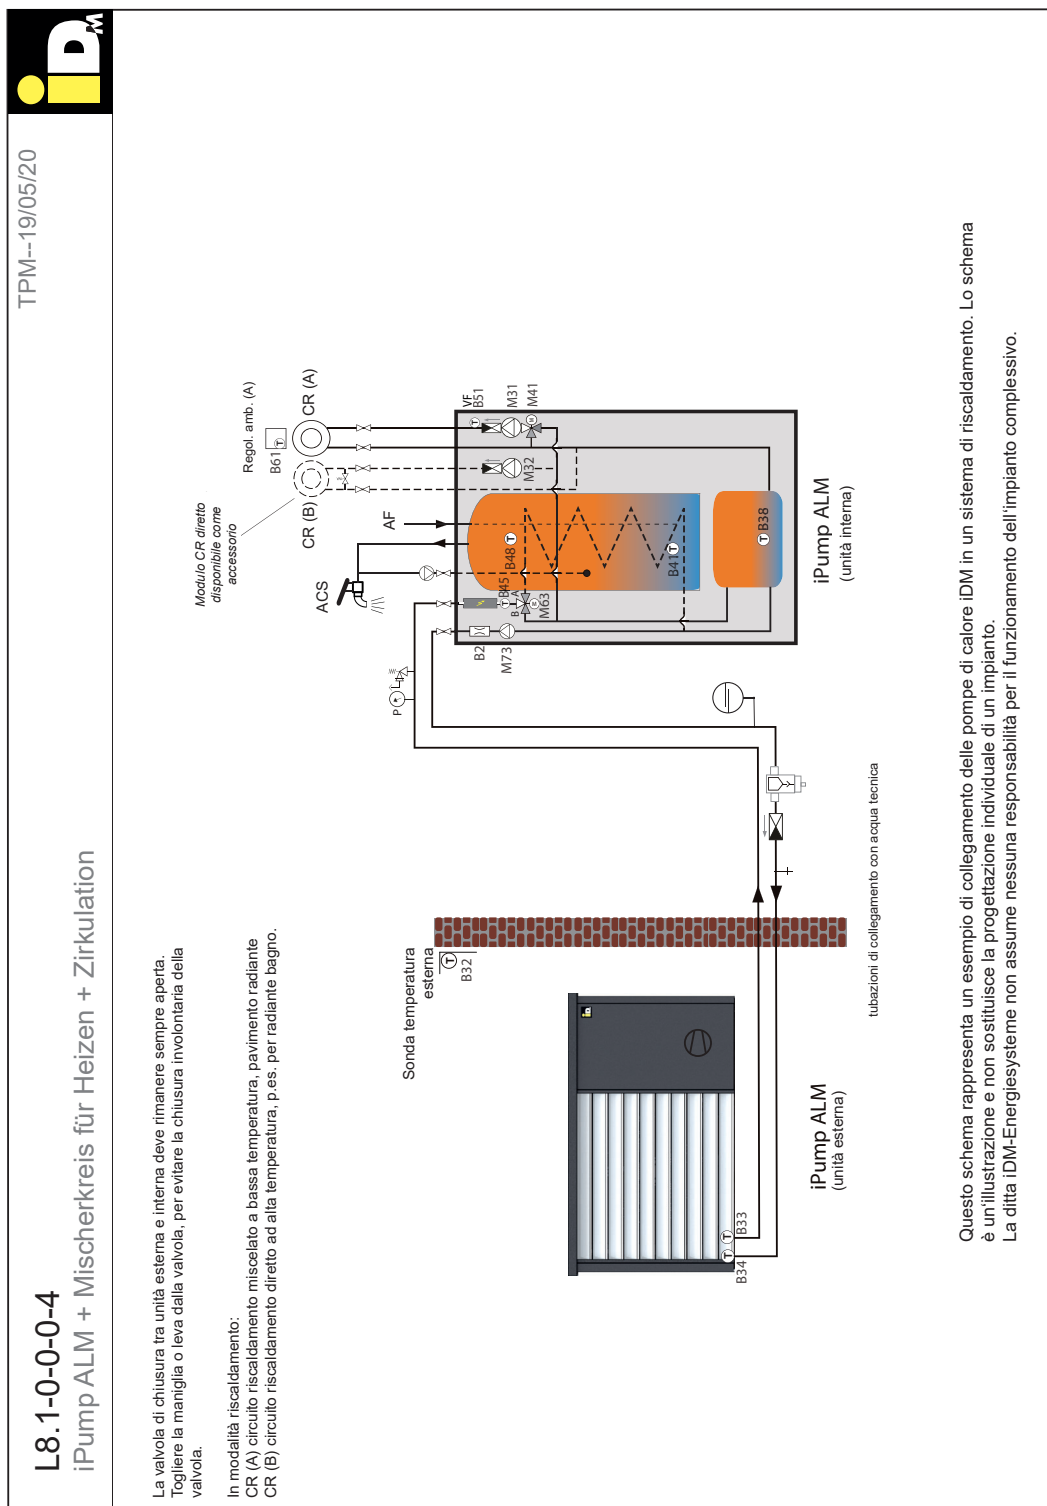 L8.1-0-0-0-4
iPump ALM + Mischerkreis für Heizen + Zirkulation
TPM--19/05/20
iDM
La valvola di chiusura tra unità esterna e interna deve rimanere sempre aperta.
Togliere la maniglia o leva dalla valvola, per evitare la chiusura involontaria della
valvola.
In modalità riscaldamento:
CR (A) circuito riscaldamento miscelato a bassa temperatura, pavimento radiante
CR (B) circuito riscaldamento diretto ad alta temperatura, p.es. per radiante bagno.
Modulo CR diretto
disponibile come
accessorio
Regol. amb. (A)
B61
T
CR (A)
CR (B)
ACS
AF
VF
B51
T
M31
M41
M
M32
P
B2
M73
B45
T
A
B
M
M63
B48
T
B41
T
B38
T
iPump ALM
(unità interna)
Sonda temperatura
esterna
T
B32
iDM
B34
T
B33
T
iPump ALM
(unità esterna)
tubazioni di collegamento con acqua tecnica
Questo schema rappresenta un esempio di collegamento delle pompe di calore iDM in un sistema di riscaldamento. Lo schema
è un'illustrazione e non sostituisce la progettazione individuale di un impianto.
La ditta iDM-Energiesysteme non assume nessuna responsabilità per il funzionamento dell'impianto complessivo.